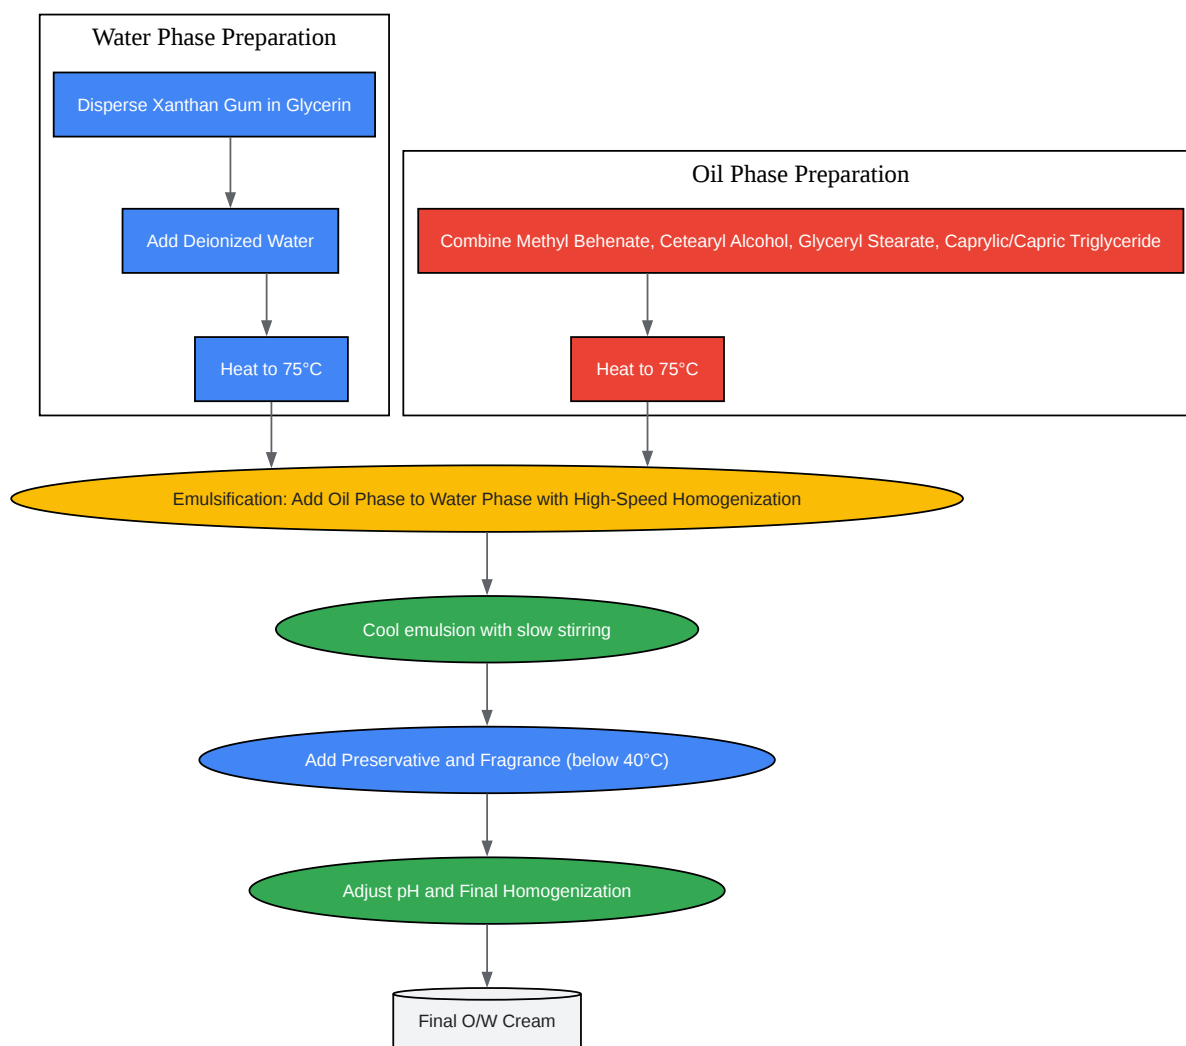 Water Phase Preparation
Disperse Xanthan Gum in Glycerin
Add Deionized Water
Heat to 75°C
Oil Phase Preparation
Combine Methyl Behenate, Cetearyl Alcohol, Glyceryl Stearate, Caprylic/Capric Triglyceride
Heat to 75°C
Emulsification: Add Oil Phase to Water Phase with High-Speed Homogenization
Cool emulsion with slow stirring
Add Preservative and Fragrance (below 40°C)
Adjust pH and Final Homogenization
Final O/W Cream